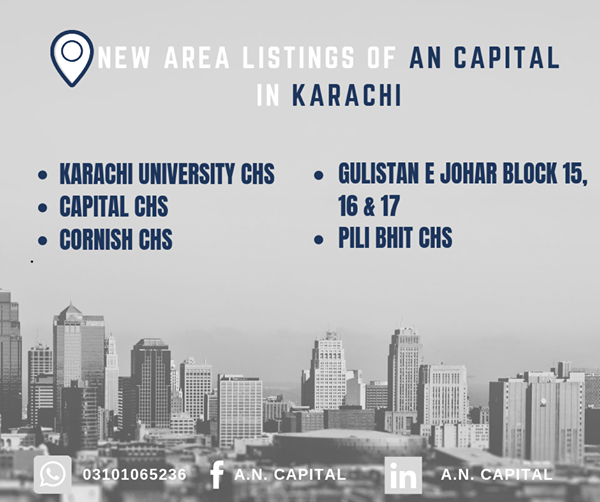 NEW AREA LISTINGS OF AN CAPITAL
IN KARACHI
• KARACHI UNIVERSITY CHS
• CAPITAL CHS
• CORNISH CHS
• GULISTAN E JOHAR BLOCK 15,
16 & 17
• PILI BHIT CHS
03101065236
A.N. CAPITAL
A.N. CAPITAL